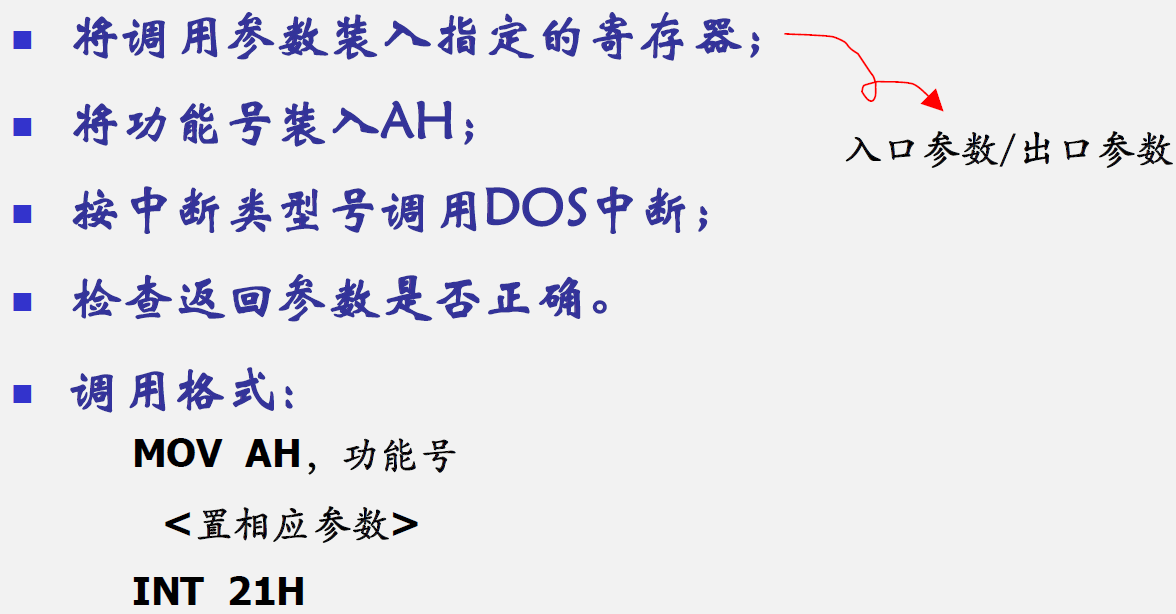 将调用参数装入指定的寄存器；
入口参数/出口参数
将功能号装入AH；
按中断类型号调用DOS中断；
检查返回参数是否正确。
调用格式：
MOV AH，功能号
<置相应参数>
INT 21H